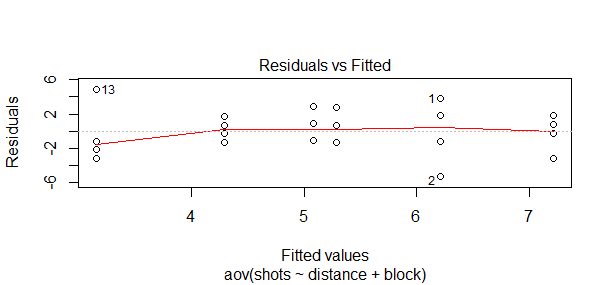 Residuals vs Fitted
Residuals
6
2
-2
-6
13
1
2
4
5
6
7
Fitted values
aov(shots ~ distance + block)